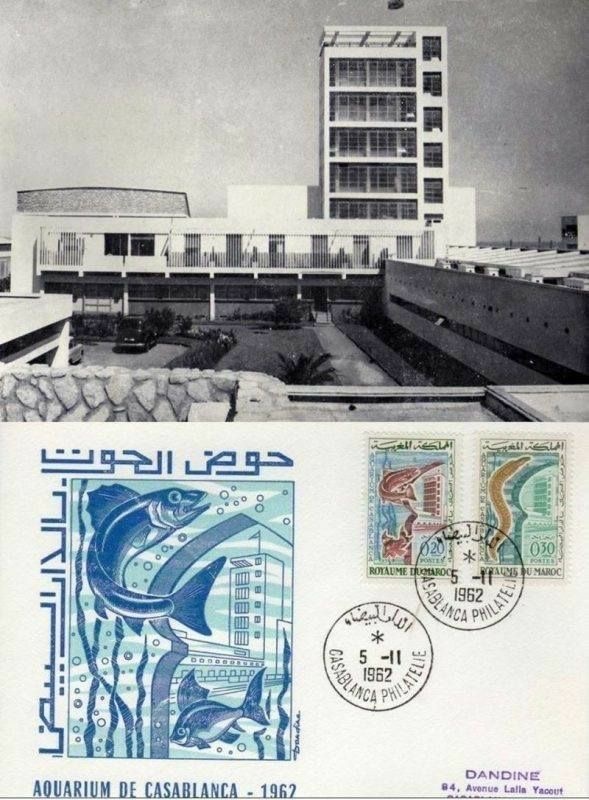 حوض الحوت
بالدار البيضاء
Dandine
AQUARIUM DE CASABLANCA - 1962
المملكة المغربية
0,20
POSTES
ROYAUME DU MAROC
المملكة المغربية
0,30
POSTES
ROYAUME DU MAROC
الدار البيضاء
5 -11
1962
CASABLANCA PHILATELIE
الدار البيضاء
5 -11
1962
CASABLANCA PHILATELIE
DANDINE
84, Avenue Lalla Yacout